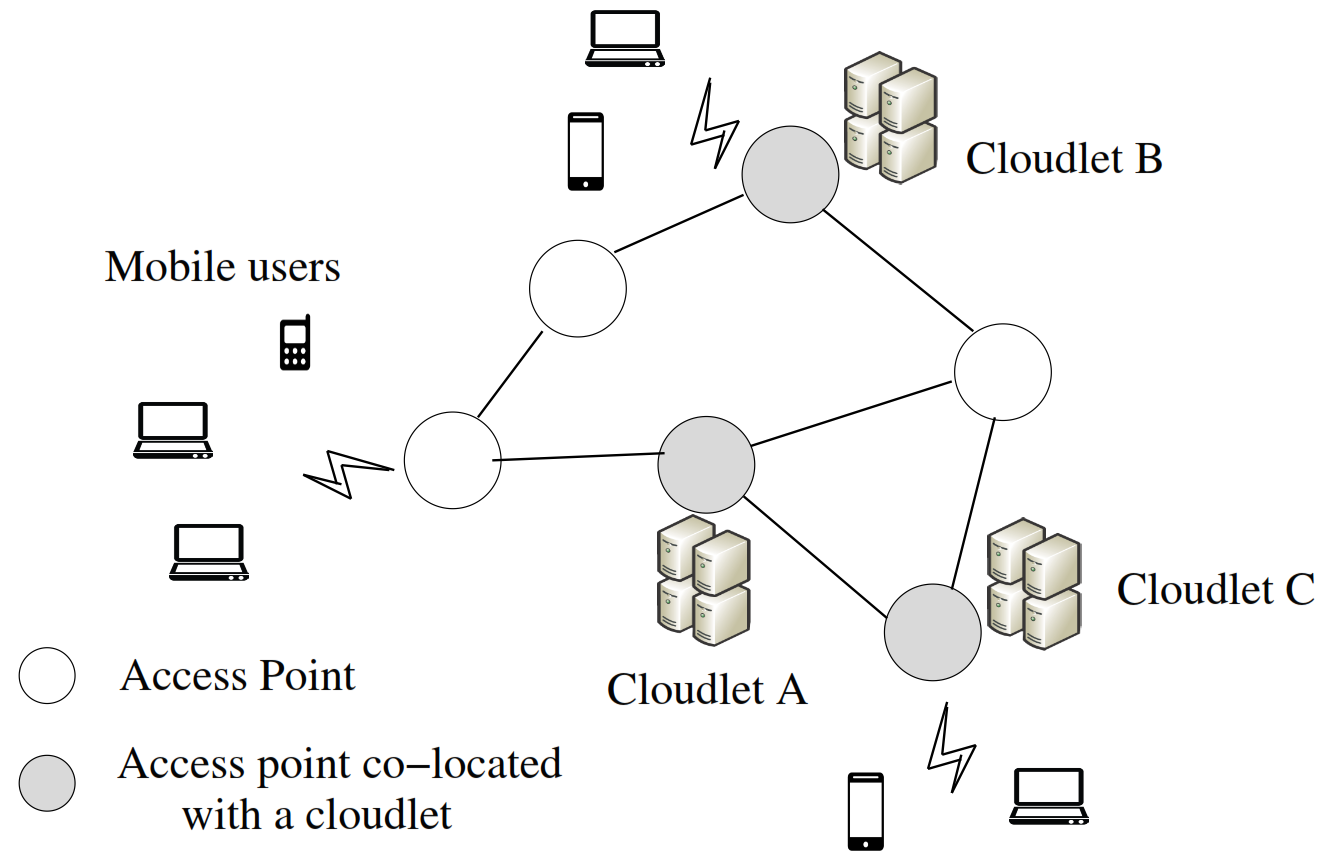 Cloudlet B
Mobile users
Cloudlet C
Access Point
Cloudlet A
Access point co−located
with a cloudlet